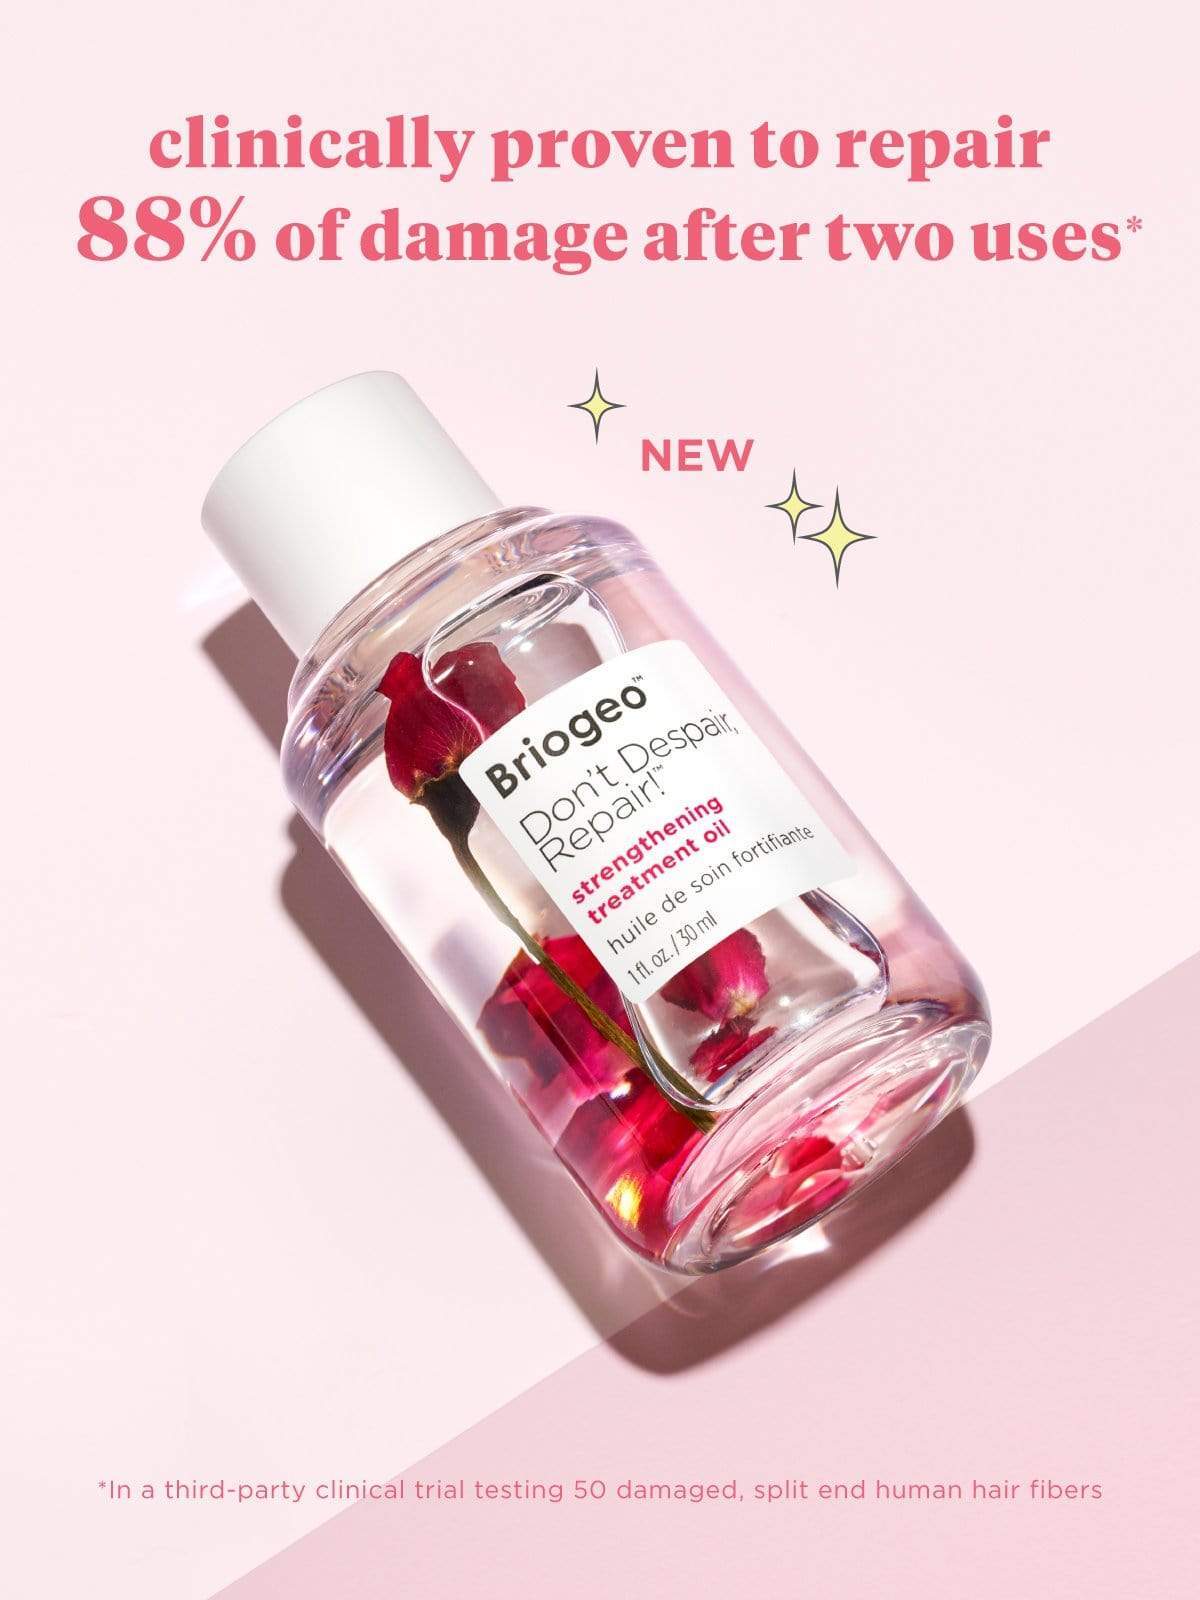 clinically proven to repair
88% of damage after two uses*
NEW
Briogeo™
Don't Despair,
Repair!™
strengthening
treatment oil
huile de soin fortifiante
1 fl. oz. / 30 ml
*In a third-party clinical trial testing 50 damaged, split end human hair fibers